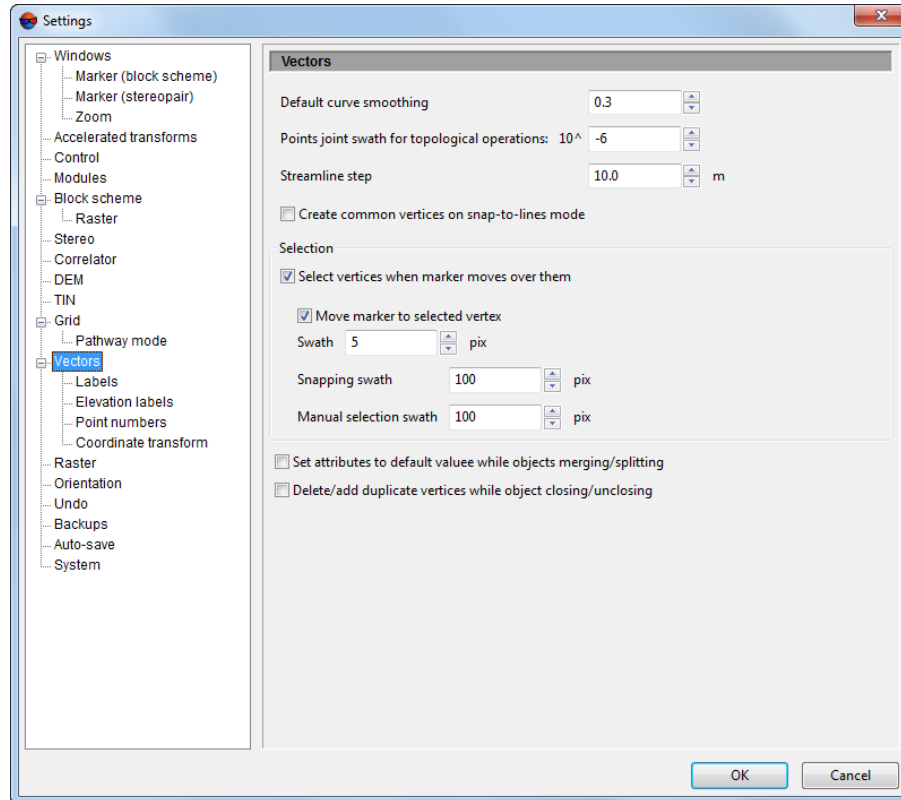 Settings
Windows
Marker (block scheme)
Marker (stereopair)
Zoom
Accelerated transforms
Control
Modules
Block scheme
Raster
Stereo
Correlator
DEM
TIN
Grid
Pathway mode
Vectors
Labels
Elevation labels
Point numbers
Coordinate transform
Raster
Orientation
Undo
Backups
Auto-save
System
Vectors
Default curve smoothing 0.3
Points joint swath for topological operations: 10^ -6
Streamline step 10.0 m
Create common vertices on snap-to-lines mode
Selection
Select vertices when marker moves over them
Move marker to selected vertex
Swath 5 pix
Snapping swath 100 pix
Manual selection swath 100 pix
Set attributes to default valuee while objects merging/splitting
Delete/add duplicate vertices while object closing/unclosing
OK Cancel